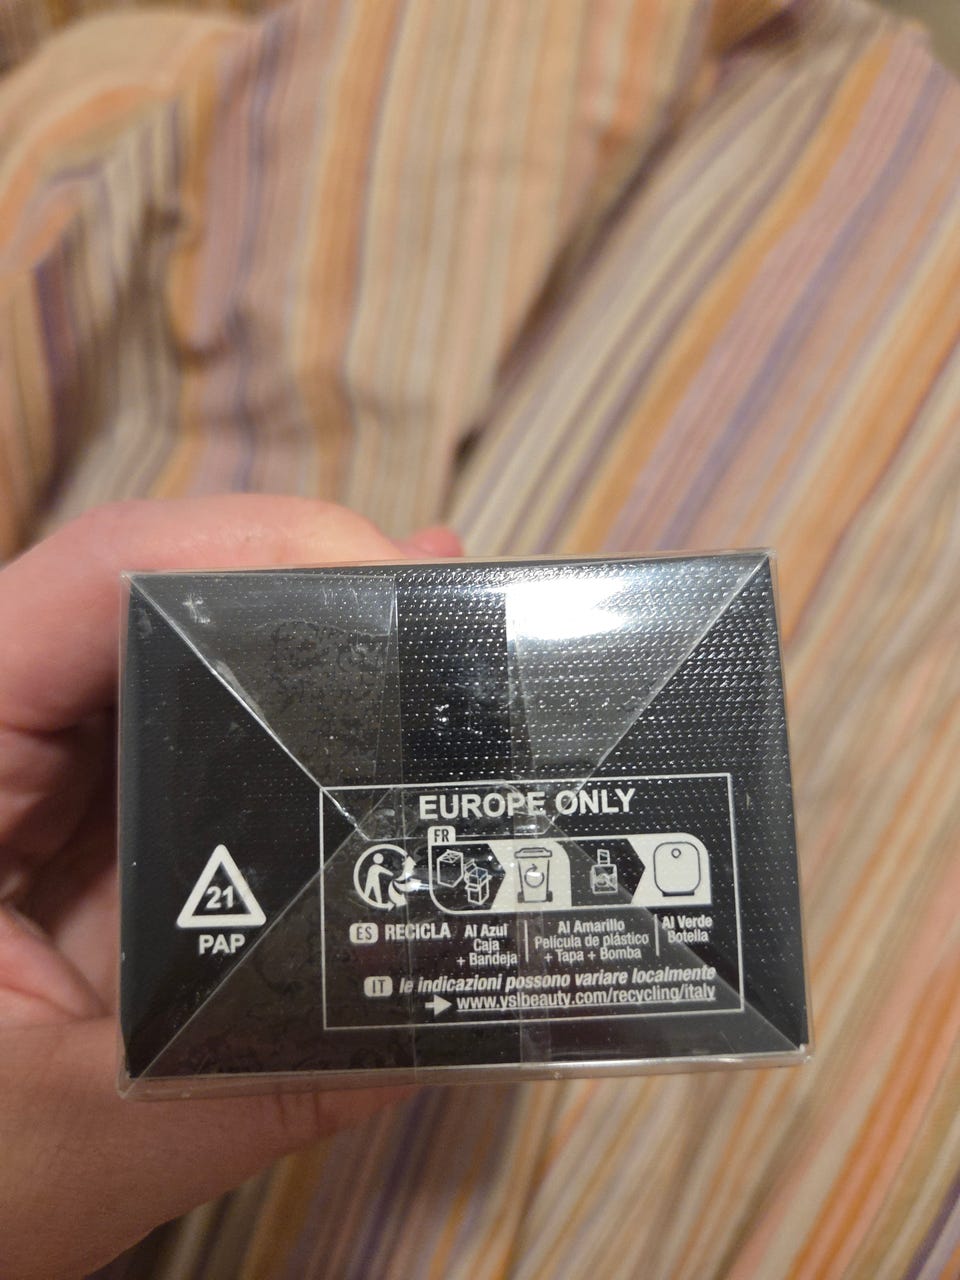 EUROPE ONLY
FR
21
PAP
ES RECICLA
Al Azul
Caja
+ Bandeja
Al Amarillo
Película de plástico
+ Tapa + Bomba
Al Verde
Botella
IT le indicazioni possono variare localmente
www.yslbeauty.com/recycling/italy